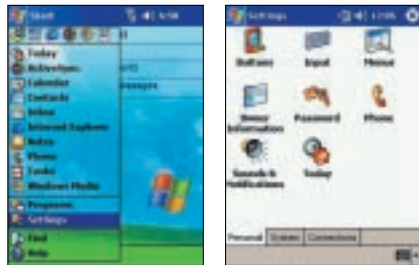 Start
Today
ActiveSync
Calendar
Contacts
Inbox
Internet Explorer
Notes
Phone
Tasks
Windows Media
Programs
Settings
Find
Help
Settings
Buttons
Input
Menus
Owner
Information
Password
Phone
Sounds &
Notifications
Today
Personal System Connections